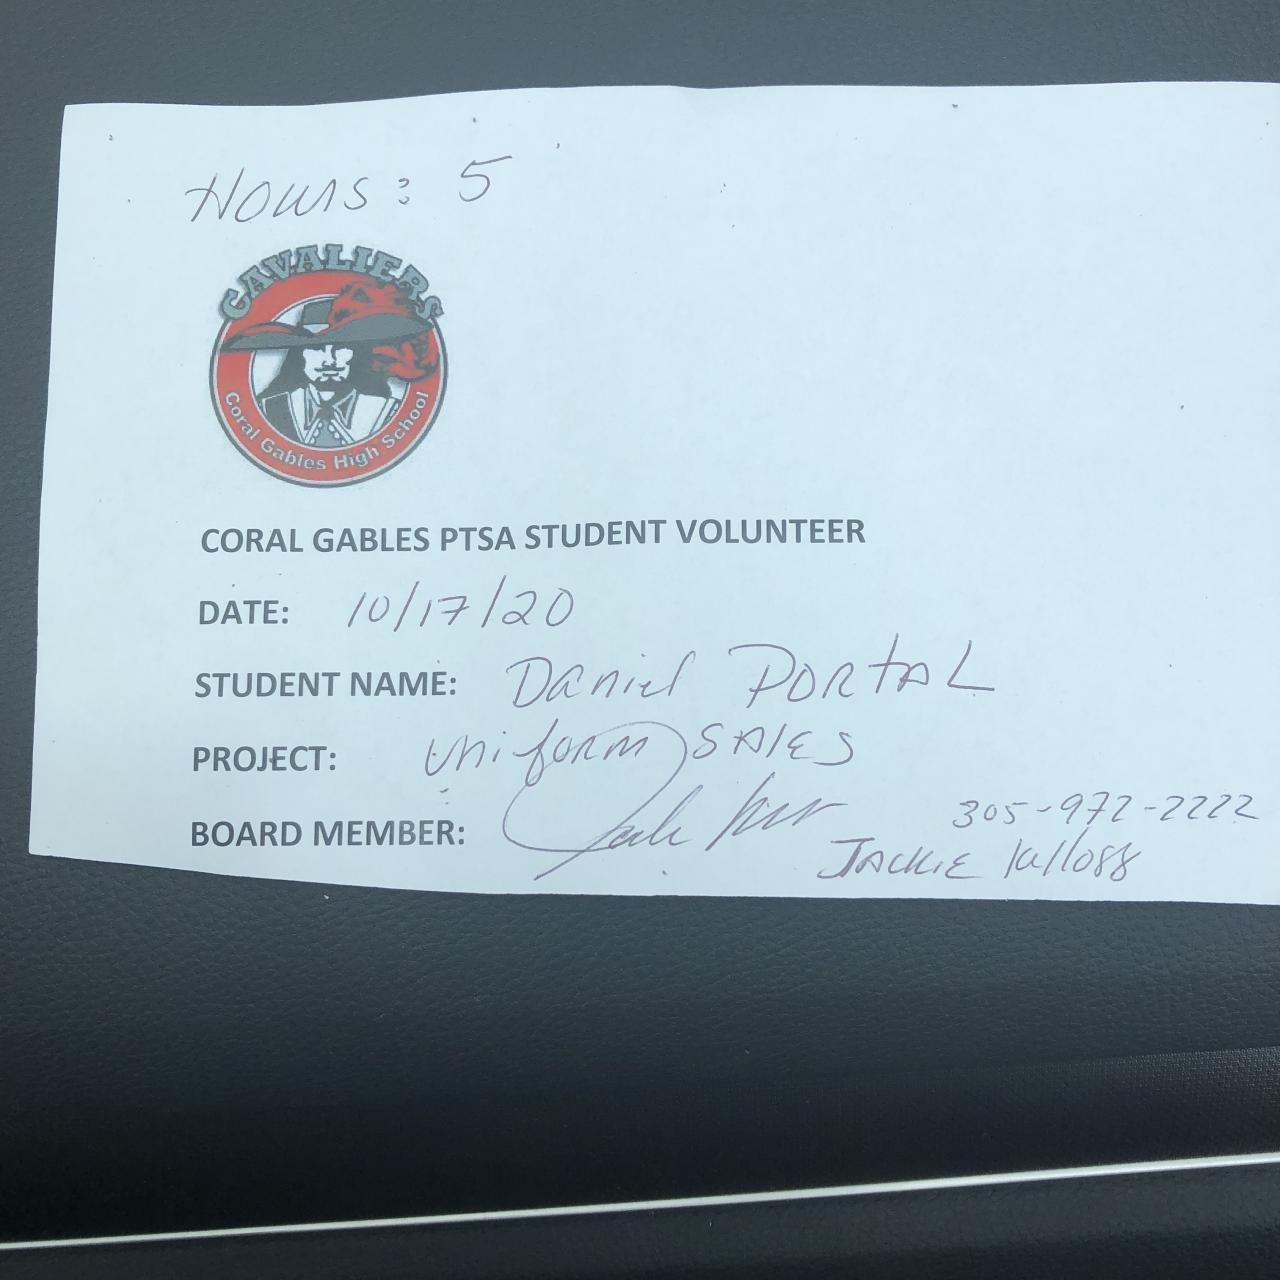 Hours: 5
CAVALIERS
Coral Gables High School
CORAL GABLES PTSA STUDENT VOLUNTEER
DATE: 10/17/20
STUDENT NAME: Daniel PORTAL
PROJECT: Uniform SALES
BOARD MEMBER:
305-972-2222
JACKIE